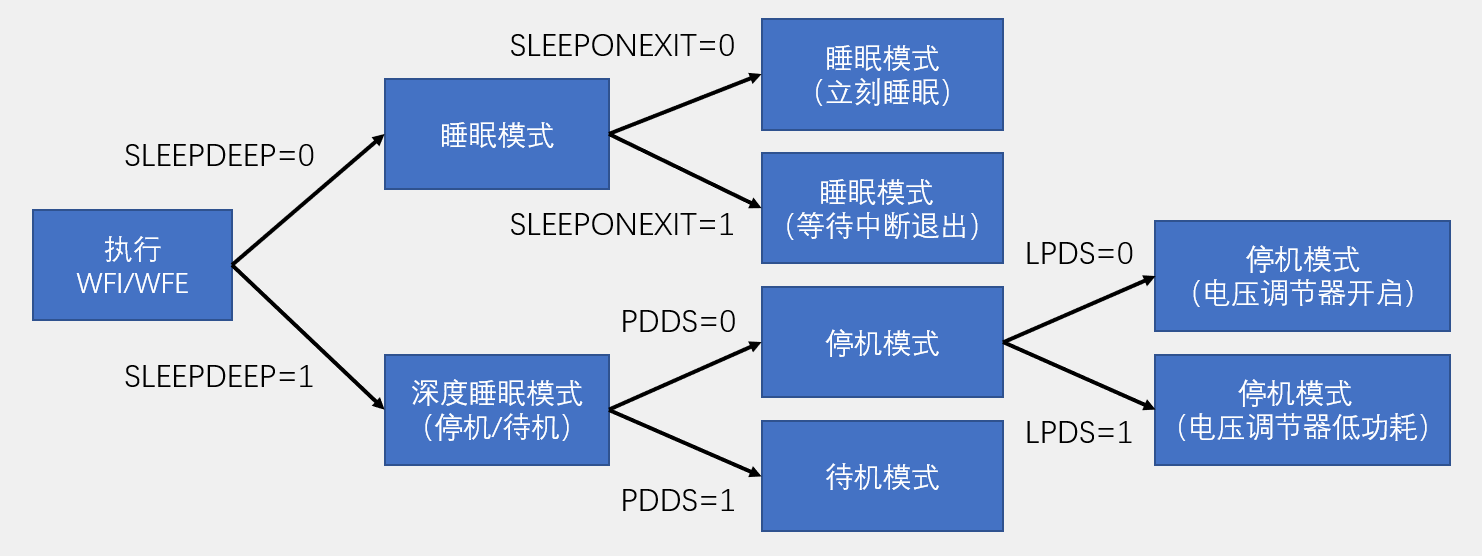 执行
WFI/WFE
SLEEPDEEP=0
SLEEPDEEP=1
睡眠模式
深度睡眠模式
（停机/待机）
SLEEPONEXIT=0
SLEEPONEXIT=1
PDDS=0
PDDS=1
睡眠模式
（立刻睡眠）
睡眠模式
（等待中断退出）
停机模式
待机模式
LPDS=0
LPDS=1
停机模式
（电压调节器开启）
停机模式
（电压调节器低功耗）